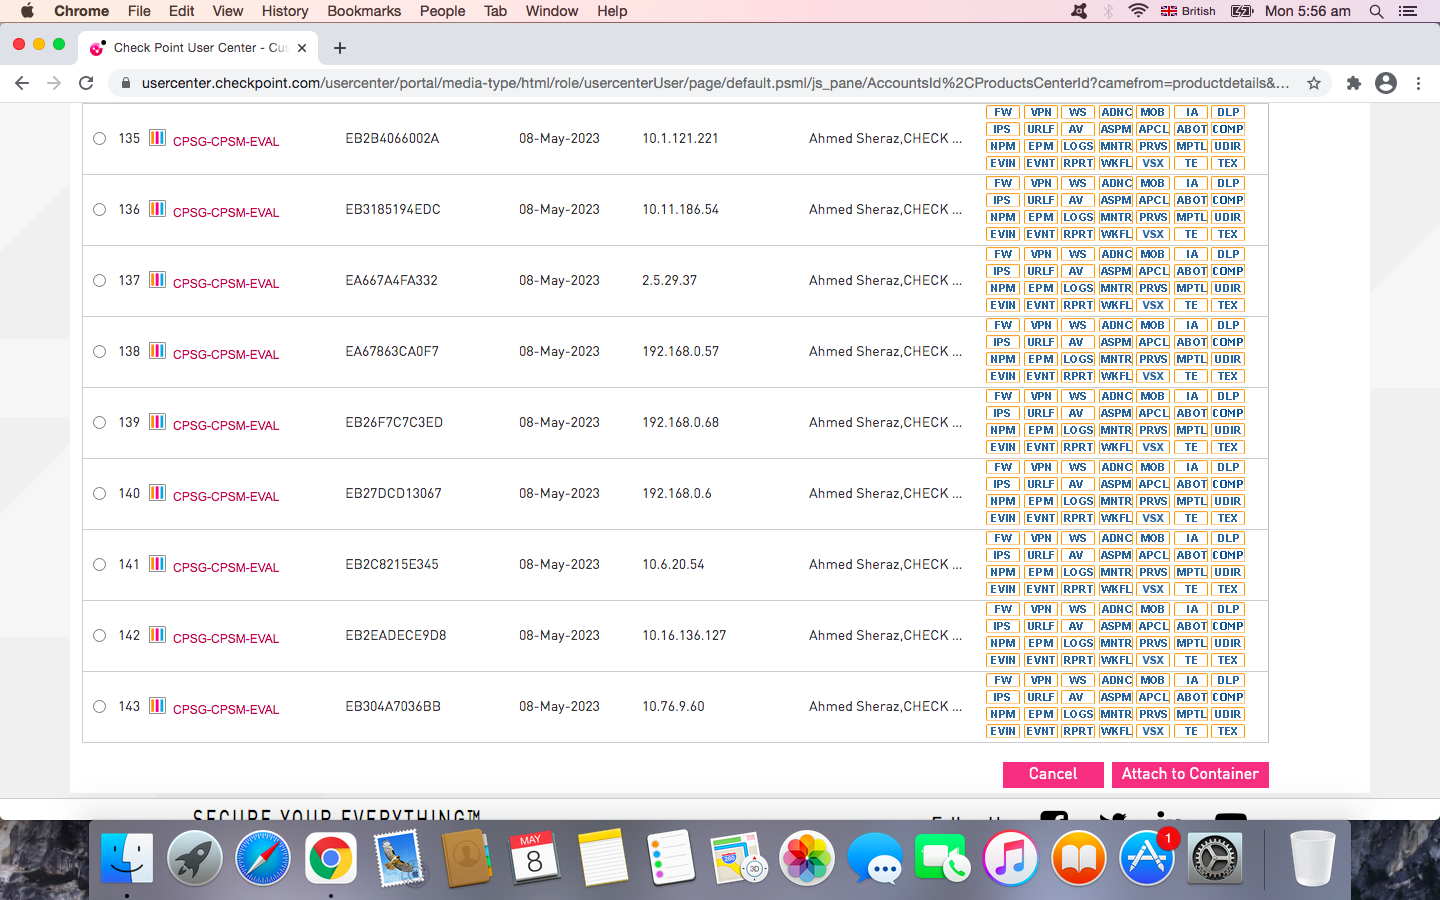 Chrome File Edit View History Bookmarks People Tab Window Help British Mon 5:56 am
Check Point User Center - Cus
usercenter.checkpoint.com/usercenter/portal/media-type/html/role/usercenterUser/page/default.psml/js_pane/AccountsId%2CProductsCenterId?camefrom=productdetails&...
FW VPN WS ADNC MOB IA DLP
135 CPSG-CPSM-EVAL EB2B4066002A 08-May-2023 10.1.121.221 Ahmed Sheraz,CHECK ... IPS URLF AV ASPM APCL ABOT COMP
NPM EPM LOGS MNTR PRVS MPTL UDIR
EVIN EVNT RPRT WKFL VSX TE TEX
FW VPN WS ADNC MOB IA DLP
136 CPSG-CPSM-EVAL EB3185194EDC 08-May-2023 10.11.186.54 Ahmed Sheraz,CHECK ... IPS URLF AV ASPM APCL ABOT COMP
NPM EPM LOGS MNTR PRVS MPTL UDIR
EVIN EVNT RPRT WKFL VSX TE TEX
FW VPN WS ADNC MOB IA DLP
137 CPSG-CPSM-EVAL EA667A4FA332 08-May-2023 2.5.29.37 Ahmed Sheraz,CHECK ... IPS URLF AV ASPM APCL ABOT COMP
NPM EPM LOGS MNTR PRVS MPTL UDIR
EVIN EVNT RPRT WKFL VSX TE TEX
FW VPN WS ADNC MOB IA DLP
138 CPSG-CPSM-EVAL EA67863CA0F7 08-May-2023 192.168.0.57 Ahmed Sheraz,CHECK ... IPS URLF AV ASPM APCL ABOT COMP
NPM EPM LOGS MNTR PRVS MPTL UDIR
EVIN EVNT RPRT WKFL VSX TE TEX
FW VPN WS ADNC MOB IA DLP
139 CPSG-CPSM-EVAL EB26F7C7C3ED 08-May-2023 192.168.0.68 Ahmed Sheraz,CHECK ... IPS URLF AV ASPM APCL ABOT COMP
NPM EPM LOGS MNTR PRVS MPTL UDIR
EVIN EVNT RPRT WKFL VSX TE TEX
FW VPN WS ADNC MOB IA DLP
140 CPSG-CPSM-EVAL EB27DCD13067 08-May-2023 192.168.0.6 Ahmed Sheraz,CHECK ... IPS URLF AV ASPM APCL ABOT COMP
NPM EPM LOGS MNTR PRVS MPTL UDIR
EVIN EVNT RPRT WKFL VSX TE TEX
FW VPN WS ADNC MOB IA DLP
141 CPSG-CPSM-EVAL EB2C8215E345 08-May-2023 10.6.20.54 Ahmed Sheraz,CHECK ... IPS URLF AV ASPM APCL ABOT COMP
NPM EPM LOGS MNTR PRVS MPTL UDIR
EVIN EVNT RPRT WKFL VSX TE TEX
FW VPN WS ADNC MOB IA DLP
142 CPSG-CPSM-EVAL EB2EADECE9D8 08-May-2023 10.16.136.127 Ahmed Sheraz,CHECK ... IPS URLF AV ASPM APCL ABOT COMP
NPM EPM LOGS MNTR PRVS MPTL UDIR
EVIN EVNT RPRT WKFL VSX TE TEX
FW VPN WS ADNC MOB IA DLP
143 CPSG-CPSM-EVAL EB304A7036BB 08-May-2023 10.76.9.60 Ahmed Sheraz,CHECK ... IPS URLF AV ASPM APCL ABOT COMP
NPM EPM LOGS MNTR PRVS MPTL UDIR
EVIN EVNT RPRT WKFL VSX TE TEX
Cancel Attach to Container
SECURE YOUR EVERYTHING™
MAY
8
280
3D
1